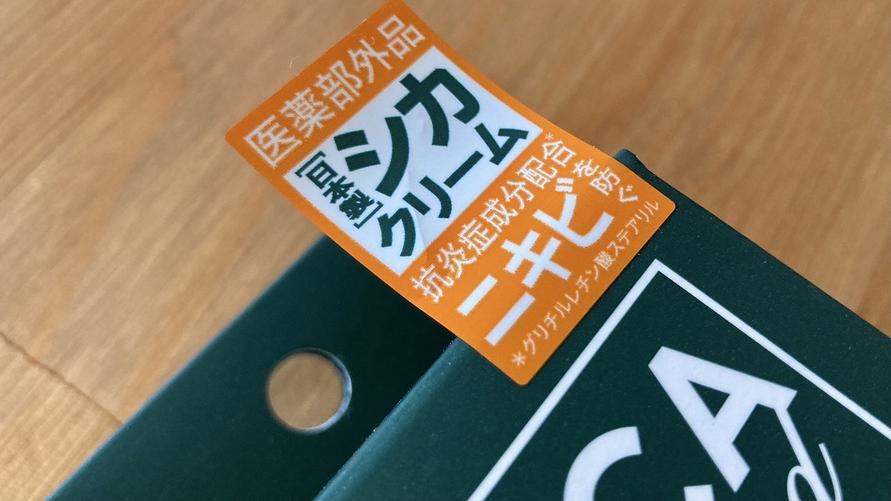 医薬部外品
[日本製]
シカ
クリーム
抗炎症成分配合*
ニキビを防ぐ
*グリチルレチン酸ステアリル
CA